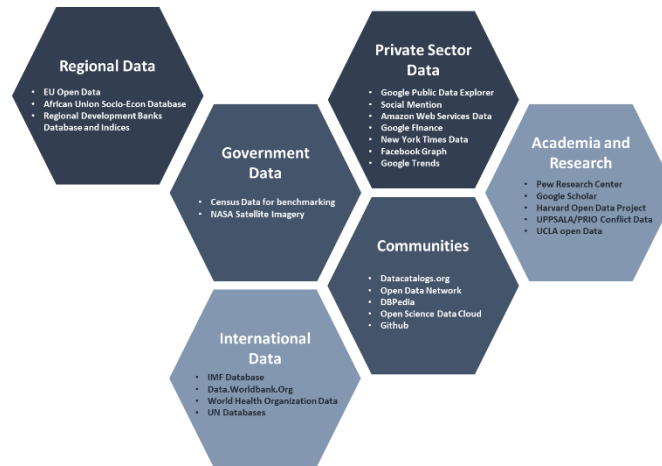 Regional Data
• EU Open Data
• African Union Socio-Econ Database
• Regional Development Banks
Database and Indices
Private Sector
Data
• Google Public Data Explorer
• Social Mention
• Amazon Web Services Data
• Google Finance
• New York Times Data
• Facebook Graph
• Google Trends
Government
Data
• Census Data for benchmarking
• NASA Satellite Imagery
Academia and
Research
• Pew Research Center
• Google Scholar
• Harvard Open Data Project
• UPPSALA/PRIO Conflict Data
• UCLA open Data
Communities
• Datacatalogs.org
• Open Data Network
• DBPedia
• Open Science Data Cloud
• Github
International
Data
• IMF Database
• Data.Worldbank.Org
• World Health Organization Data
• UN Databases